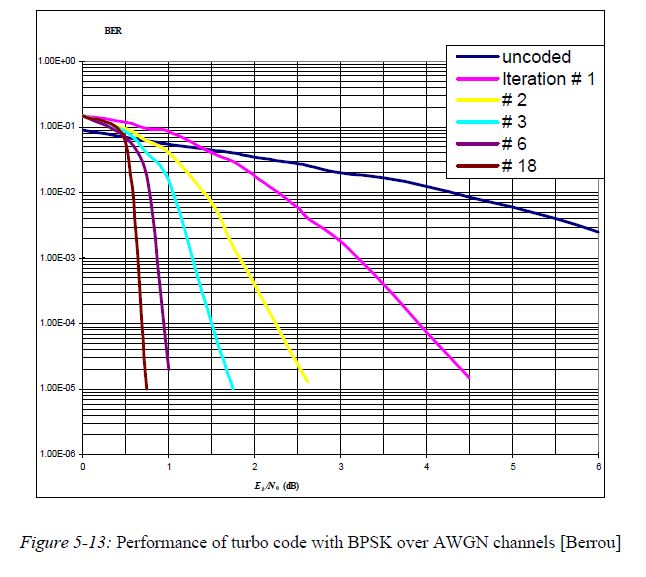 BER
1.00E+00
1.00E-01
1.00E-02
1.00E-03
1.00E-04
1.00E-05
1.00E-06
0 1 2 3 4 5 6
E_b/N_0 (dB)
uncoded
Iteration # 1
# 2
# 3
# 6
# 18
Figure 5-13: Performance of turbo code with BPSK over AWGN channels [Berrou]